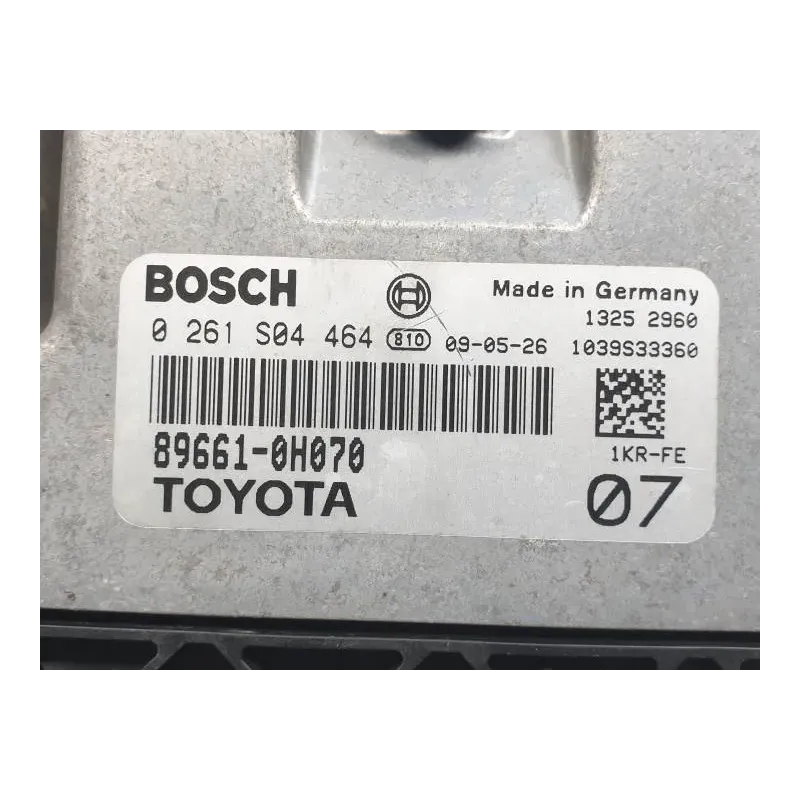 BOSCH Made in Germany
1325 2960
0 261 S04 464 810 09-05-26 1039S33360
89661-0H070 1KR-FE
TOYOTA 07